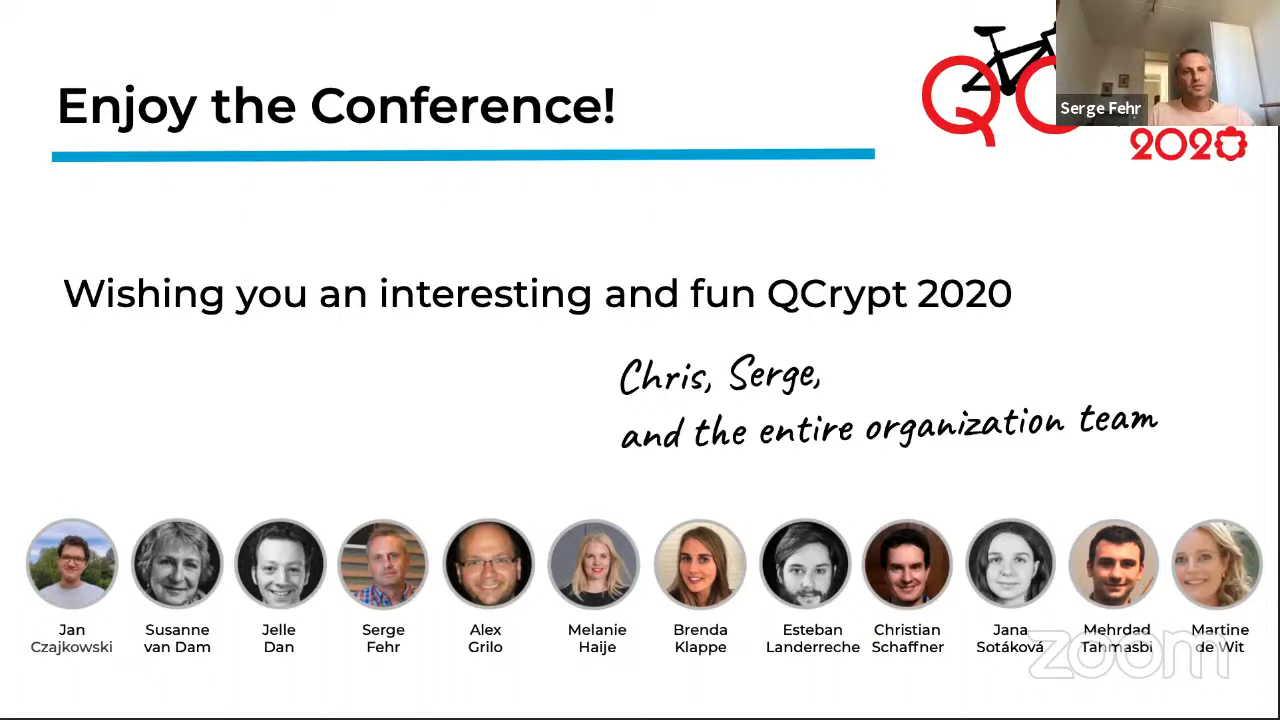 Enjoy the Conference!
Q
Serge Fehr
2020
Wishing you an interesting and fun QCrypt 2020
Chris, Serge,
and the entire organization team
Jan
Czajkowski
Susanne
van Dam
Jelle
Dan
Serge
Fehr
Alex
Grilo
Melanie
Haije
Brenda
Klappe
Esteban
Landerreche
Christian
Schaffner
Jana
Sotáková
Mehrdad
Tahmasbi
Martine
de Wit
zoom